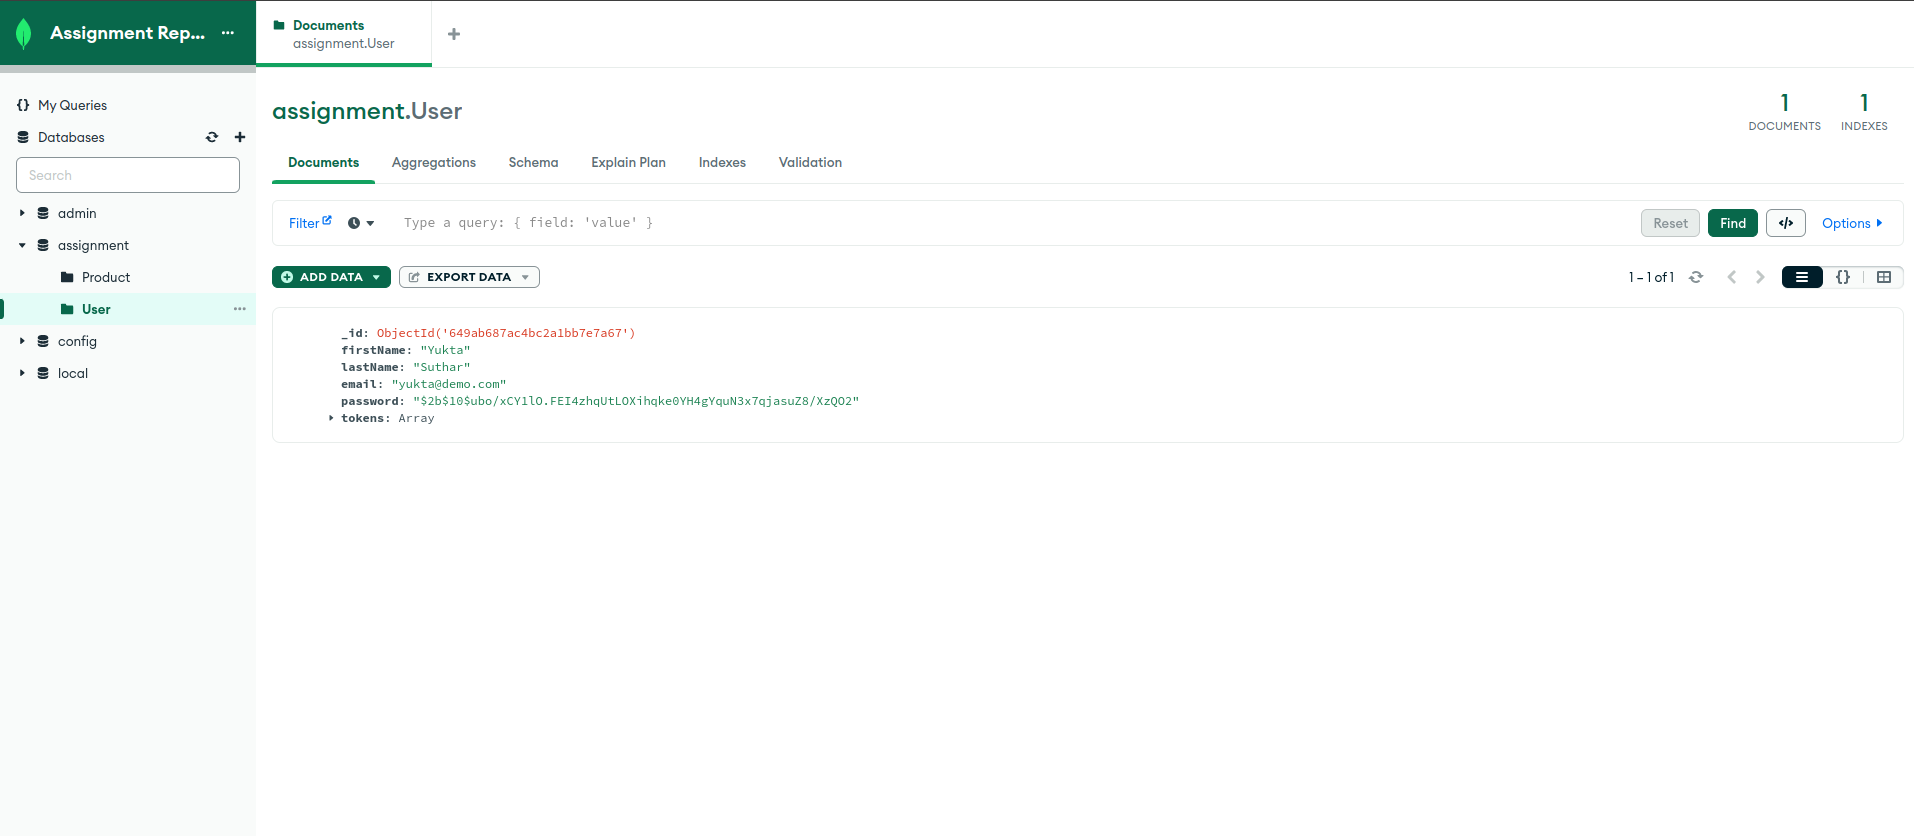 Assignment Rep...
Documents
assignment.User
My Queries
Databases
Search
admin
assignment
Product
User
config
local
assignment.User
1
DOCUMENTS
1
INDEXES
Documents
Aggregations
Schema
Explain Plan
Indexes
Validation
Filter
Type a query: { field: 'value' }
Reset
Find
</>
Options
ADD DATA
EXPORT DATA
1 – 1 of 1
_id: ObjectId('649ab687ac4bc2a1bb7e7a67')
firstName: "Yukta"
lastName: "Suthar"
email: "yukta@demo.com"
password: "$2b$10$ubo/xCY1lO.FEI4zhqUtLOXihqke0YH4gYquN3x7qjasuZ8/XzQO2"
tokens: Array